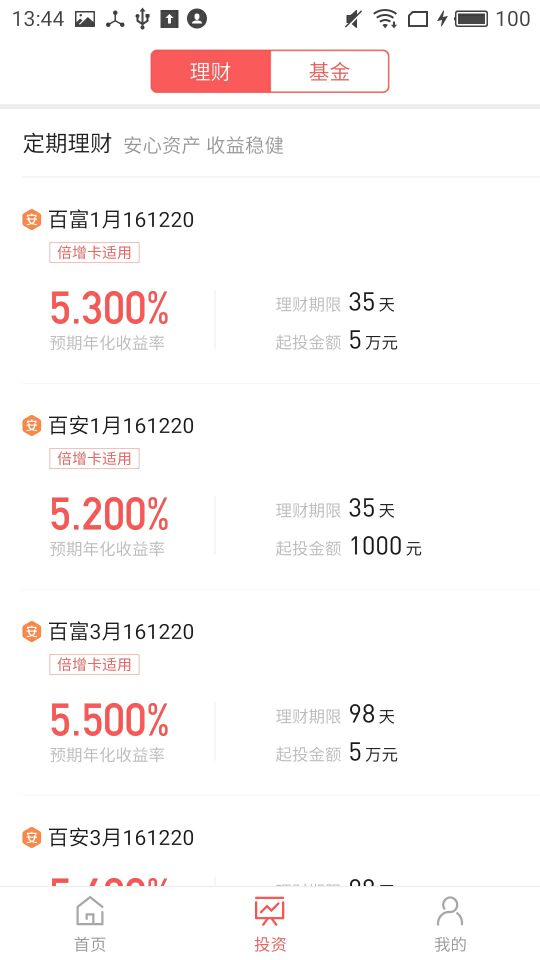 13:44 100
理财 基金
定期理财 安心资产 收益稳健
安 百富1月161220
倍增卡适用
5.300% 理财期限 35天
预期年化收益率 起投金额 5万元
安 百安1月161220
倍增卡适用
5.200% 理财期限 35天
预期年化收益率 起投金额 1000元
安 百富3月161220
倍增卡适用
5.500% 理财期限 98天
预期年化收益率 起投金额 5万元
安 百安3月161220
首页 投资 我的